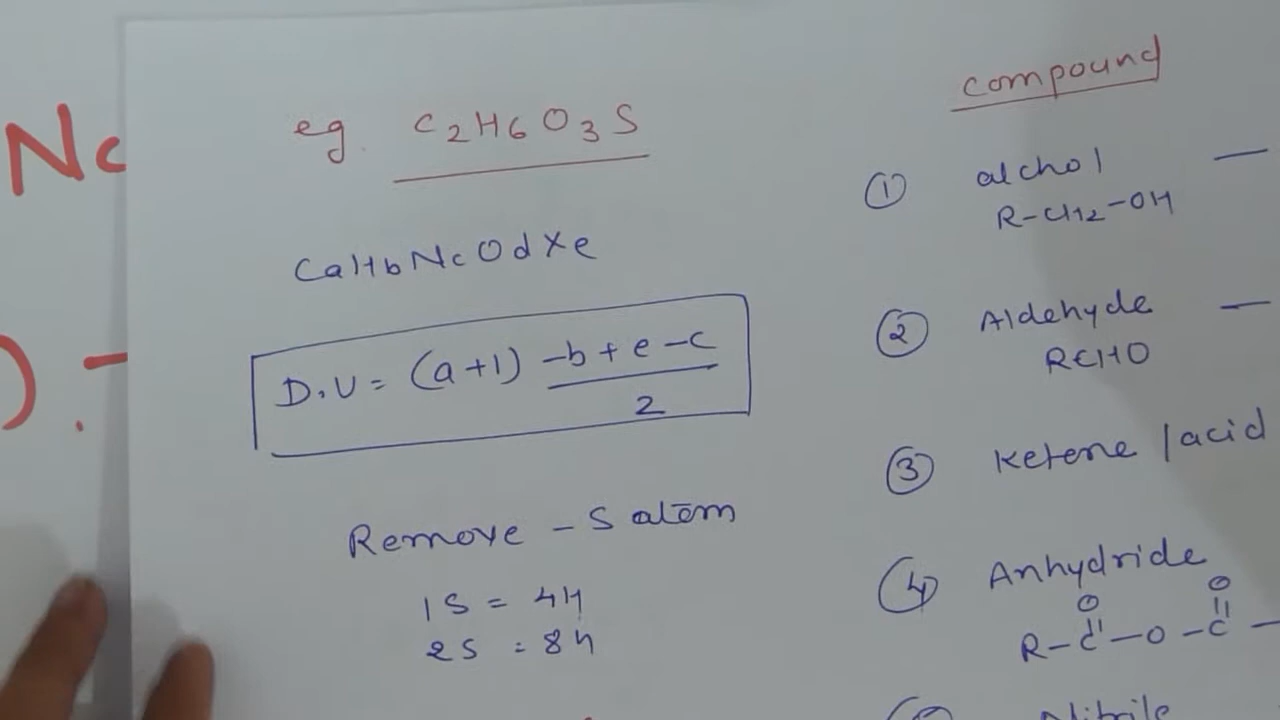 Nc
) . -
eg. C2H6O3S
CaHbNcOdXe
D.U = (a+1) -b + e - c
2
Remove - S atom
1S = 4H
2S = 8H
compound
① alchol —
R-CH2-OH
② Aldehyde —
RCHO
③ Ketene / acid
④ Anhydride
O O
|| ||
R-C-O-C-
Nitrile